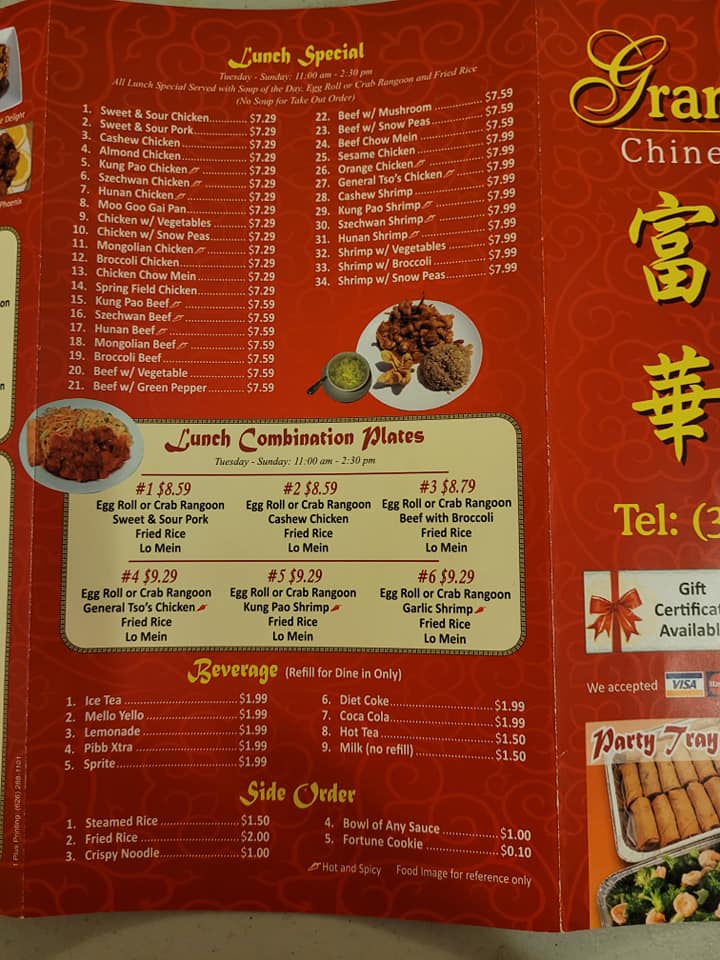 e Delight
Phoenix
on
n
Lunch Special
Tuesday - Sunday: 11:00 am - 2:30 pm
All Lunch Special Served with Soup of the Day, Egg Roll or Crab Rangoon and Fried Rice
(No Soup for Take Out Order)
1. Sweet & Sour Chicken $7.29
2. Sweet & Sour Pork $7.29
3. Cashew Chicken $7.29
4. Almond Chicken $7.29
5. Kung Pao Chicken $7.29
6. Szechwan Chicken $7.29
7. Hunan Chicken $7.29
8. Moo Goo Gai Pan $7.29
9. Chicken w/ Vegetables $7.29
10. Chicken w/ Snow Peas $7.29
11. Mongolian Chicken $7.29
12. Broccoli Chicken $7.29
13. Chicken Chow Mein $7.29
14. Spring Field Chicken $7.29
15. Kung Pao Beef $7.59
16. Szechwan Beef $7.59
17. Hunan Beef $7.59
18. Mongolian Beef $7.59
19. Broccoli Beef $7.59
20. Beef w/ Vegetable $7.59
21. Beef w/ Green Pepper $7.59
22. Beef w/ Mushroom $7.59
23. Beef w/ Snow Peas $7.59
24. Beef Chow Mein $7.59
25. Sesame Chicken $7.99
26. Orange Chicken $7.99
27. General Tso's Chicken $7.99
28. Cashew Shrimp $7.99
29. Kung Pao Shrimp $7.99
30. Szechwan Shrimp $7.99
31. Hunan Shrimp $7.99
32. Shrimp w/ Vegetables $7.99
33. Shrimp w/ Broccoli $7.99
34. Shrimp w/ Snow Peas $7.99
Lunch Combination Plates
Tuesday - Sunday: 11:00 am - 2:30 pm
#1 $8.59
Egg Roll or Crab Rangoon
Sweet & Sour Pork
Fried Rice
Lo Mein
#2 $8.59
Egg Roll or Crab Rangoon
Cashew Chicken
Fried Rice
Lo Mein
#3 $8.79
Egg Roll or Crab Rangoon
Beef with Broccoli
Fried Rice
Lo Mein
#4 $9.29
Egg Roll or Crab Rangoon
General Tso's Chicken
Fried Rice
Lo Mein
#5 $9.29
Egg Roll or Crab Rangoon
Kung Pao Shrimp
Fried Rice
Lo Mein
#6 $9.29
Egg Roll or Crab Rangoon
Garlic Shrimp
Fried Rice
Lo Mein
Beverage (Refill for Dine in Only)
1. Ice Tea $1.99
2. Mello Yello $1.99
3. Lemonade $1.99
4. Pibb Xtra $1.99
5. Sprite $1.99
6. Diet Coke $1.99
7. Coca Cola $1.99
8. Hot Tea $1.50
9. Milk (no refill) $1.50
Side Order
1. Steamed Rice $1.50
2. Fried Rice $2.00
3. Crispy Noodle $1.00
4. Bowl of Any Sauce $1.00
5. Fortune Cookie $0.10
Hot and Spicy Food Image for reference only
1 Plus Printing. (626) 288-1101
Gran
Chine
富
華
Tel: (3
Gift
Certificat
Availabl
We accepted VISA
Party Tray